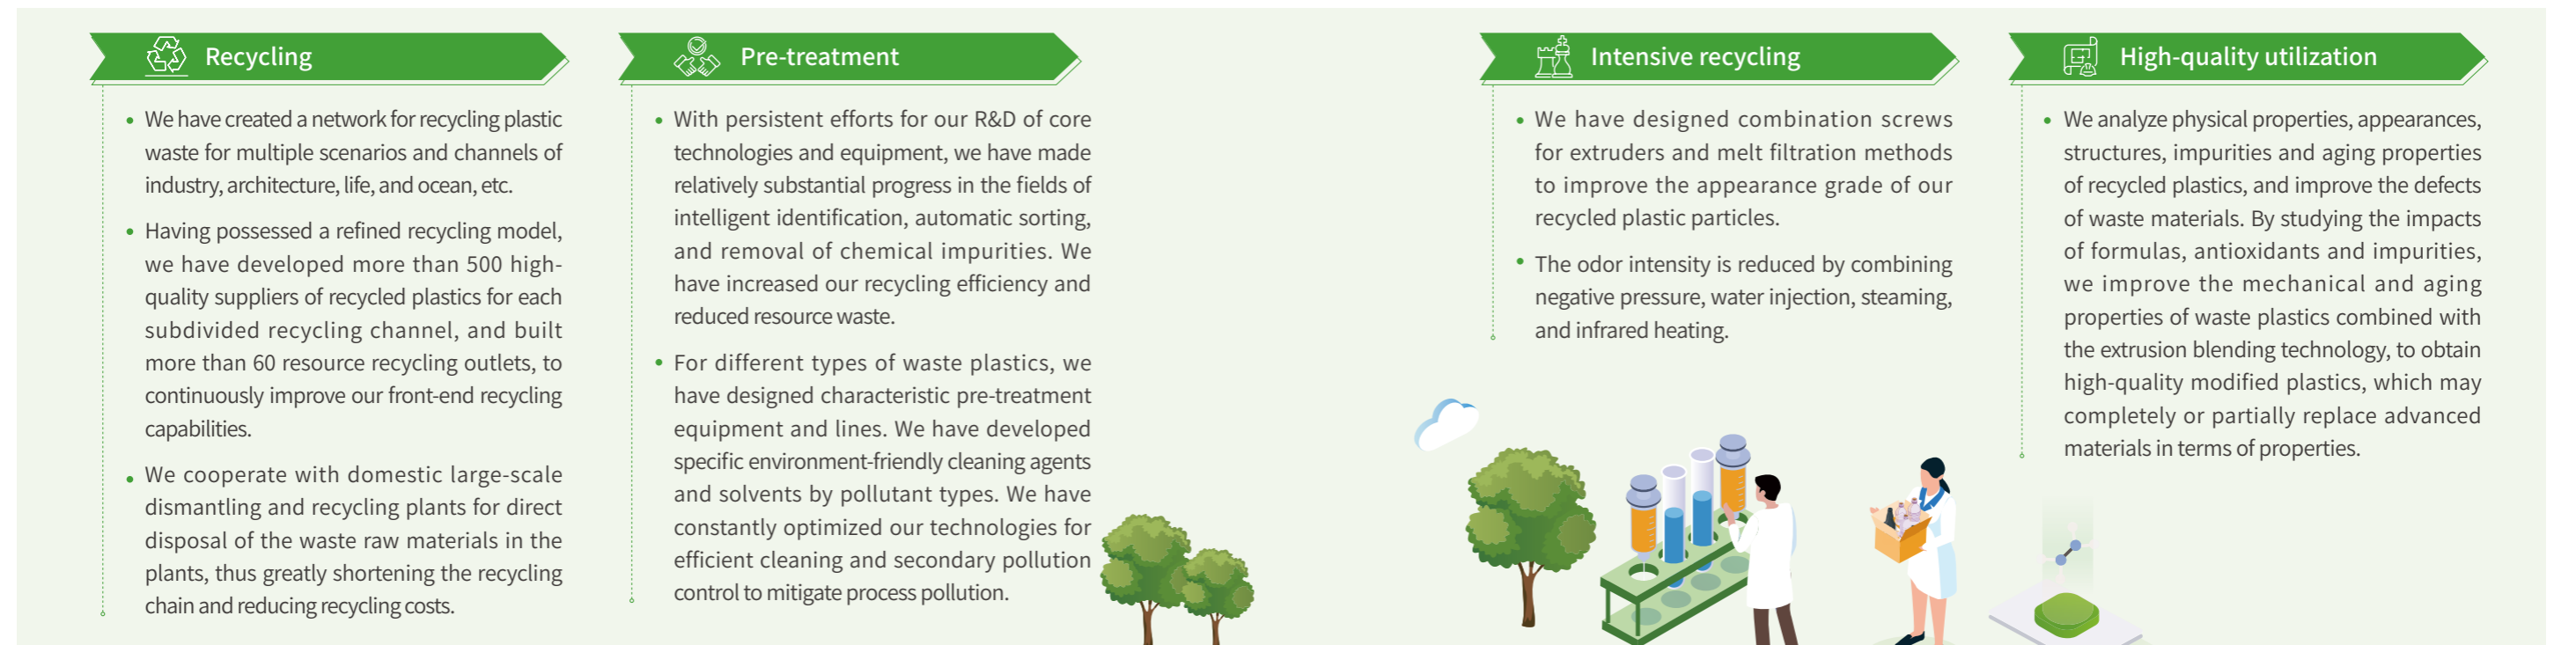 Recycling
We have created a network for recycling plastic
waste for multiple scenarios and channels of
industry, architecture, life, and ocean, etc.
Having possessed a refined recycling model,
we have developed more than 500 high-
quality suppliers of recycled plastics for each
subdivided recycling channel, and built
more than 60 resource recycling outlets, to
continuously improve our front-end recycling
capabilities.
We cooperate with domestic large-scale
dismantling and recycling plants for direct
disposal of the waste raw materials in the
plants, thus greatly shortening the recycling
chain and reducing recycling costs.
Pre-treatment
With persistent efforts for our R&D of core
technologies and equipment, we have made
relatively substantial progress in the fields of
intelligent identification, automatic sorting,
and removal of chemical impurities. We
have increased our recycling efficiency and
reduced resource waste.
For different types of waste plastics, we
have designed characteristic pre-treatment
equipment and lines. We have developed
specific environment-friendly cleaning agents
and solvents by pollutant types. We have
constantly optimized our technologies for
efficient cleaning and secondary pollution
control to mitigate process pollution.
Intensive recycling
We have designed combination screws
for extruders and melt filtration methods
to improve the appearance grade of our
recycled plastic particles.
The odor intensity is reduced by combining
negative pressure, water injection, steaming,
and infrared heating.
High-quality utilization
We analyze physical properties, appearances,
structures, impurities and aging properties
of recycled plastics, and improve the defects
of waste materials. By studying the impacts
of formulas, antioxidants and impurities,
we improve the mechanical and aging
properties of waste plastics combined with
the extrusion blending technology, to obtain
high-quality modified plastics, which may
completely or partially replace advanced
materials in terms of properties.